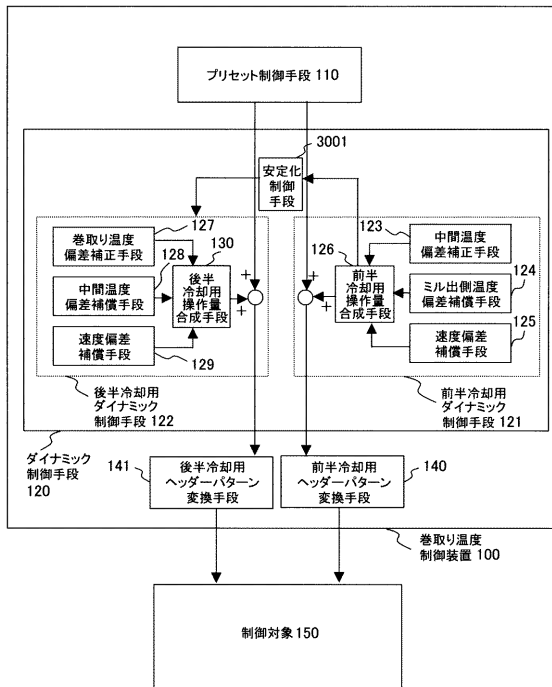 プリセット制御手段 110
3001
安定化
制御
手段
127
巻取り温度
偏差補正手段
128
中間温度
偏差補償手段
速度偏差
補償手段
129
130
後半
冷却用
操作量
合成手段
+
+
126
前半
冷却用
操作量
合成手段
+
+
123
中間温度
偏差補正手段
124
ミル出側温度
偏差補償手段
125
速度偏差
補償手段
後半冷却用
ダイナミック
制御手段 122
前半冷却用
ダイナミック
制御手段 121
ダイナミック
制御手段
120
141
後半冷却用
ヘッダーパターン
変換手段
前半冷却用
ヘッダーパターン
変換手段
140
巻取り温度
制御装置 100
制御対象 150